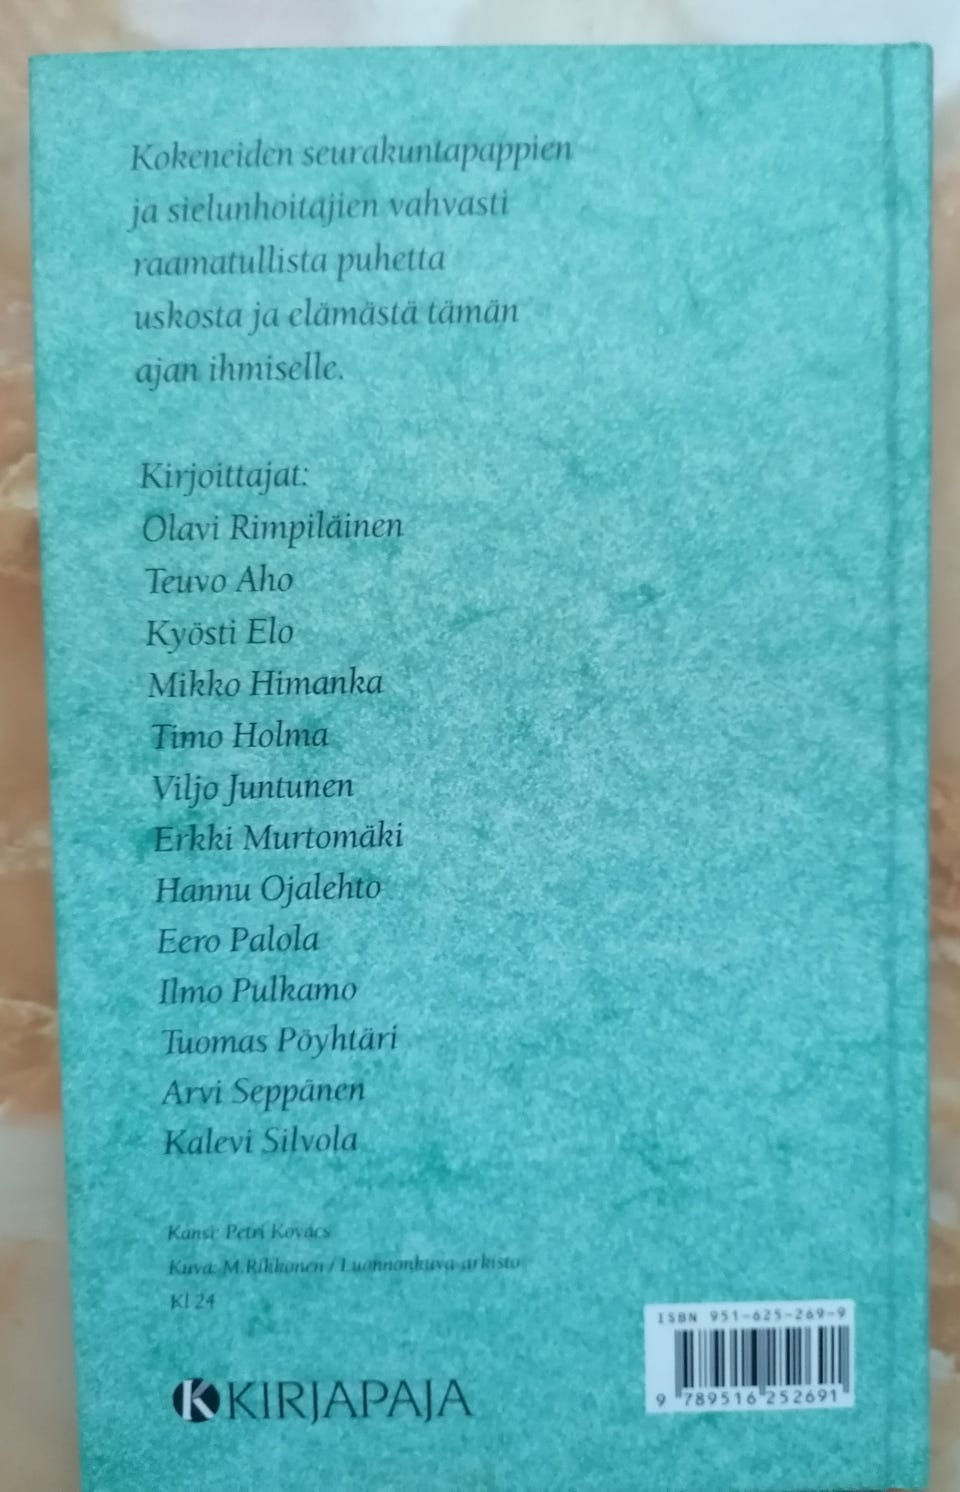 Kokeneiden seurakuntapappien
ja sielunhoitajien vahvasti
raamatullista puhetta
uskosta ja elämästä tämän
ajan ihmiselle.
Kirjoittajat:
Olavi Rimpiläinen
Teuvo Aho
Kyösti Elo
Mikko Himanka
Timo Holma
Viljo Juntunen
Erkki Murtomäki
Hannu Ojalehto
Eero Palola
Ilmo Pulkamo
Tuomas Pöyhtäri
Arvi Seppänen
Kalevi Silvola
Kansi: Petri Kovács
Kuva: M.Rikkonen / Luonnonkuva-arkisto
Kl 24
K KIRJAPAJA
ISBN 951-625-269-9
9 789516 252691